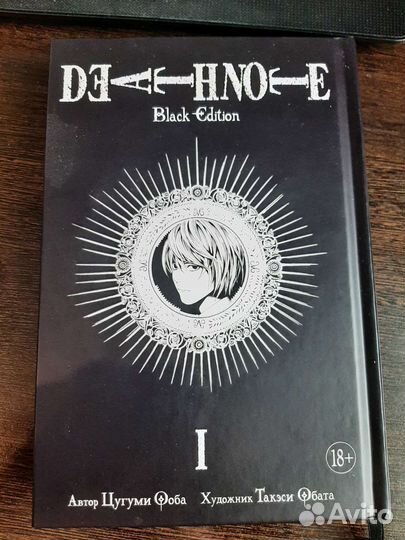 DEATH NOTE
Black Edition
I
18+
Автор Цугуми Ооба Художник Такэси Обата
Avito